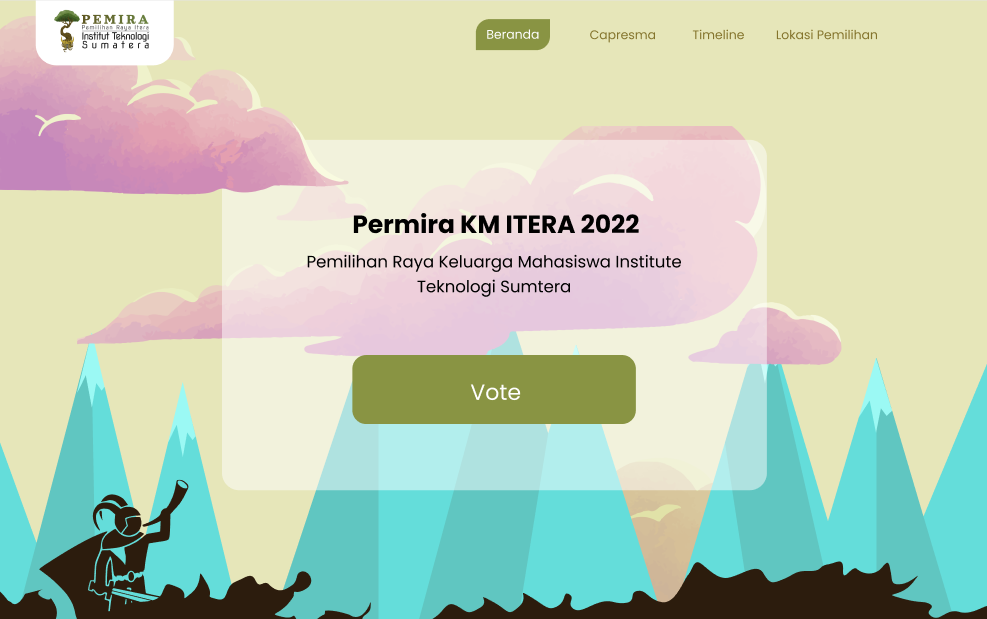 PEMIRA
Pemilihan Raya Itera
Institut Teknologi
Sumatera
Beranda
Capresma
Timeline
Lokasi Pemilihan
Permira KM ITERA 2022
Pemilihan Raya Keluarga Mahasiswa Institute
Teknologi Sumtera
Vote